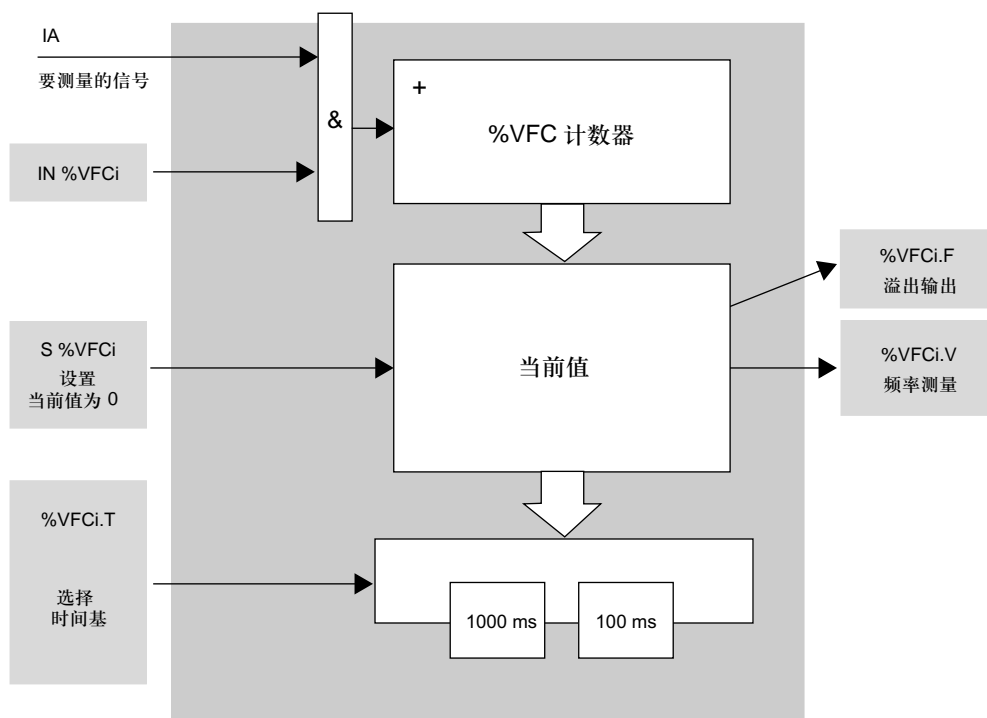 IA
要测量的信号
&
+
%VFC 计数器
IN %VFCi
%VFCi.F
溢出输出
S %VFCi
设置
当前值为 0
当前值
%VFCi.V
频率测量
%VFCi.T
选择
时间基
1000 ms
100 ms